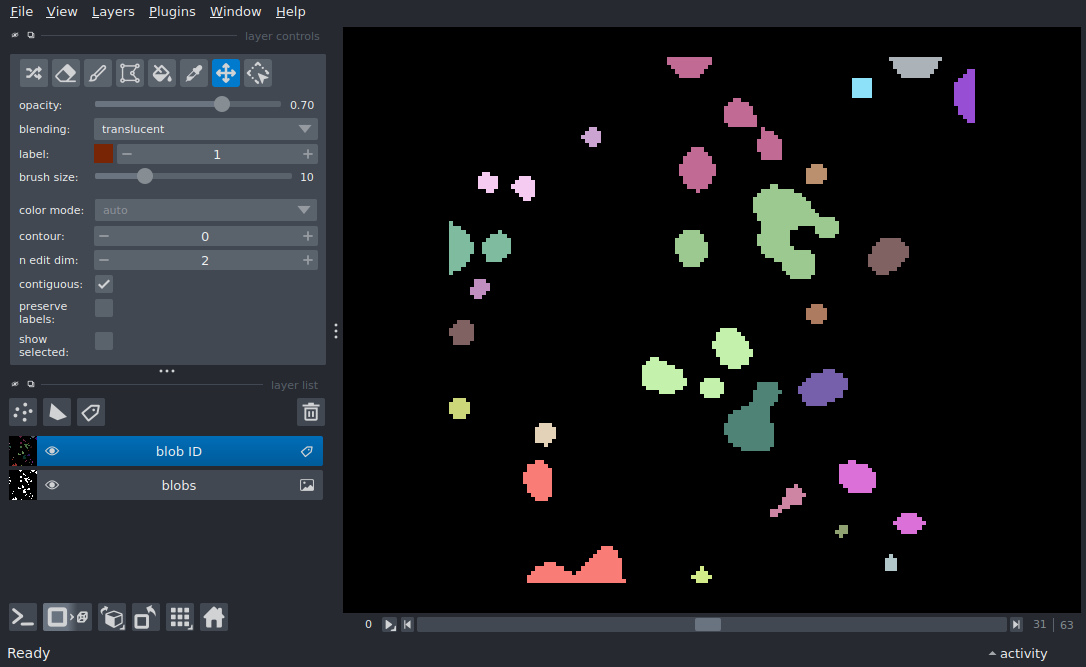 File View Layers Plugins Window Help
layer controls
opacity: 0.70
blending: translucent
label: 1
brush size: 10
color mode: auto
contour: 0
n edit dim: 2
contiguous:
preserve
labels:
show
selected:
layer list
blob ID
blobs
0 31 63
Ready activity